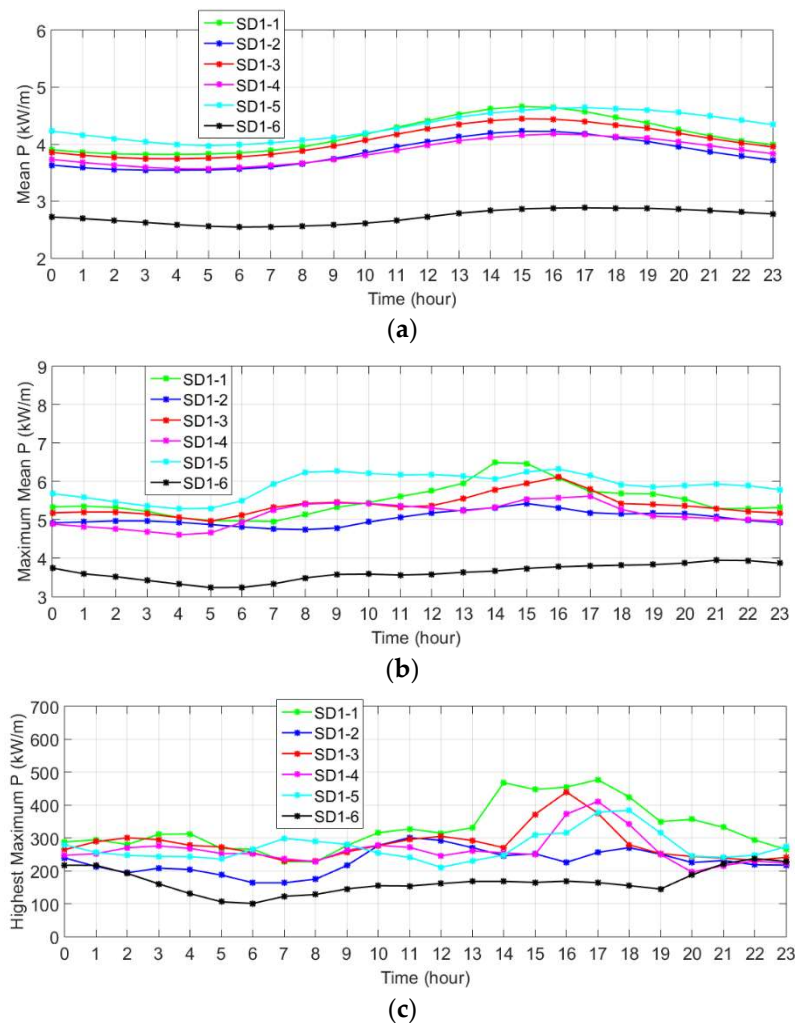 SD1-1
SD1-2
SD1-3
SD1-4
SD1-5
SD1-6
6
5
4
3
2
Mean P (kW/m)
0 1 2 3 4 5 6 7 8 9 10 11 12 13 14 15 16 17 18 19 20 21 22 23
Time (hour)
(a)
SD1-1
SD1-2
SD1-3
SD1-4
SD1-5
SD1-6
9
8
7
6
5
4
3
Maximum Mean P (kW/m)
0 1 2 3 4 5 6 7 8 9 10 11 12 13 14 15 16 17 18 19 20 21 22 23
Time (hour)
(b)
SD1-1
SD1-2
SD1-3
SD1-4
SD1-5
SD1-6
700
600
500
400
300
200
100
0
Highest Maximum P (kW/m)
0 1 2 3 4 5 6 7 8 9 10 11 12 13 14 15 16 17 18 19 20 21 22 23
Time (hour)
(c)